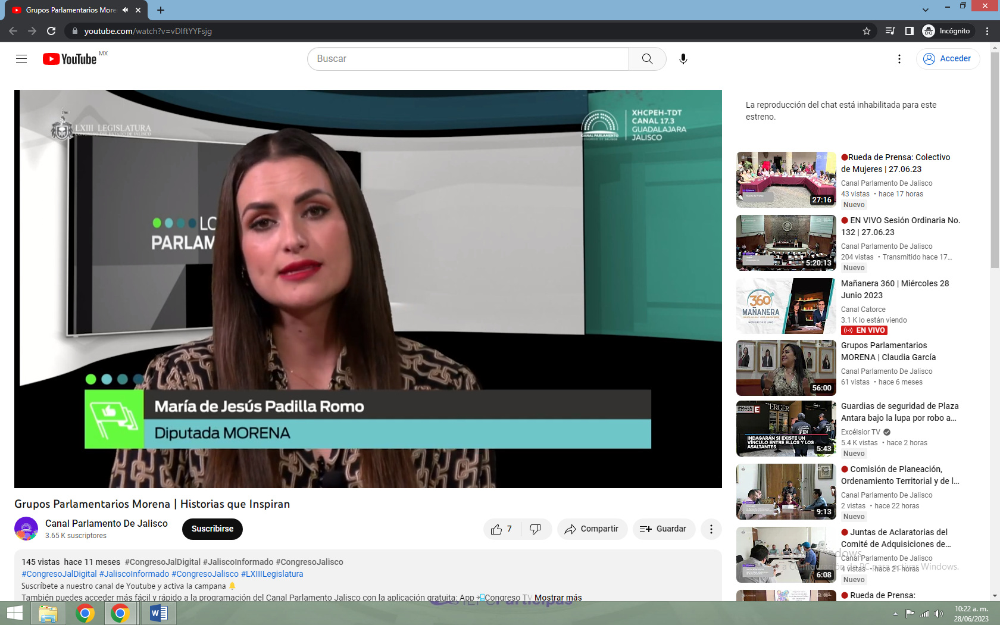 Grupos Parlamentarios More
youtube.com/watch?v=vDlftYYFsjg
Incógnito
YouTube MX
Buscar
Acceder
LXIII LEGISLATURA
XHCPEH-TDT
CANAL 17.3
GUADALAJARA
JALISCO
CANAL PARLAMENTO
LO
PARLAM
María de Jesús Padilla Romo
Diputada MORENA
Grupos Parlamentarios Morena | Historias que Inspiran
Canal Parlamento De Jalisco
3.65 K suscriptores
Suscribirse
7
Compartir
Guardar
145 vistas hace 11 meses #CongresoJalDigital #JaliscoInformado #CongresoJalisco
#CongresoJalDigital #JaliscoInformado #CongresoJalisco #LXIIILegislatura
Suscríbete a nuestro canal de Youtube y activa la campana 🔔
También puedes acceder más fácil y rápido a la programación del Canal Parlamento Jalisco con la aplicación gratuita: App 📲Congreso TV Mostrar más
La reproducción del chat está inhabilitada para este
estreno.
27:16
🔴Rueda de Prensa: Colectivo
de Mujeres | 27.06.23
Canal Parlamento De Jalisco
43 vistas • hace 17 horas
Nuevo
5:20:13
🔴 EN VIVO Sesión Ordinaria No.
132 | 27.06.23
Canal Parlamento De Jalisco
204 vistas • Transmitido hace 17...
Nuevo
360
MAÑANERA
Mañanera 360 | Miércoles 28
Junio 2023
Canal Catorce
3.1 K lo están viendo
EN VIVO
56:00
Grupos Parlamentarios
MORENA | Claudia García
Canal Parlamento De Jalisco
61 vistas • hace 6 meses
IMAGEN
BERGER
INDAGARÁN SI EXISTE UN
VÍNCULO ENTRE ELLOS Y LOS
ASALTANTES
5:43
Guardias de seguridad de Plaza
Antara bajo la lupa por robo a...
Excélsior TV
5.4 K vistas • hace 2 horas
Nuevo
9:13
🔴 Comisión de Planeación,
Ordenamiento Territorial y de l...
Canal Parlamento De Jalisco
2 vistas • hace 22 horas
Nuevo
6:08
🔴 Juntas de Aclaratorias del
Comité de Adquisiciones de...
Canal Parlamento De Jalisco
4 vistas • hace 21 horas
Nuevo
🔴 Rueda de Prensa:
Participas
10:22 a. m.
28/06/2023